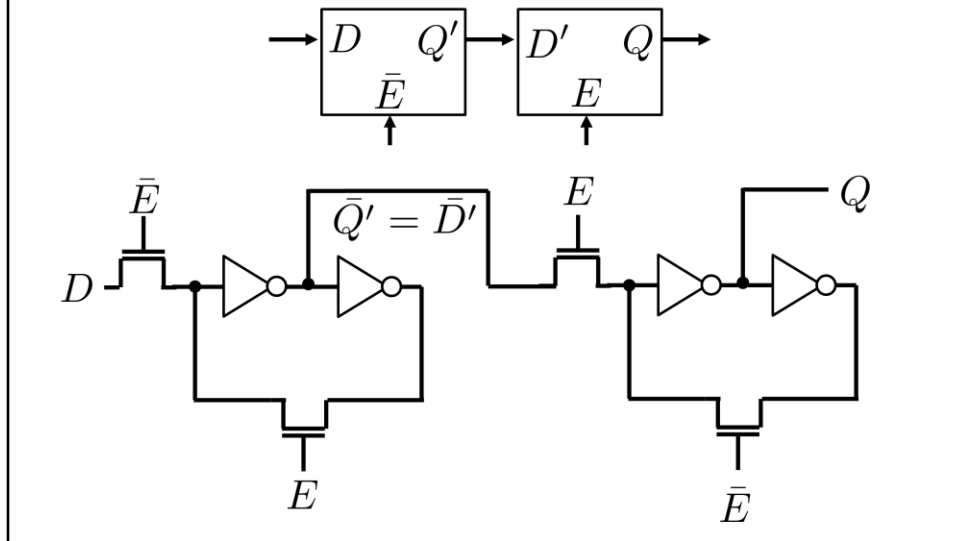 D Q′ D′ Q
Ē E
Ē Q̄′ = D̄′ E Q
D
E Ē